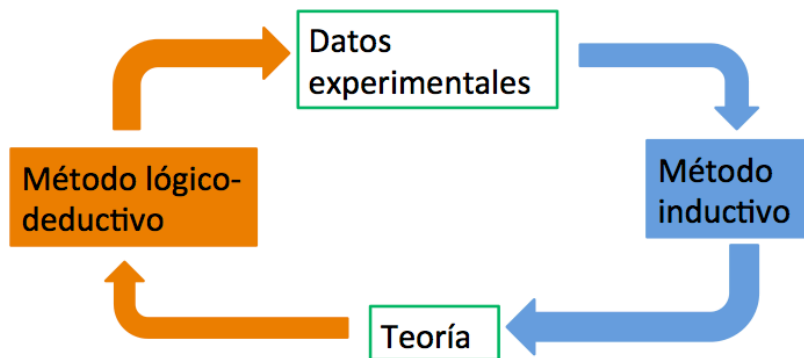 Datos
experimentales
Método lógico-
deductivo
Método
inductivo
Teoría